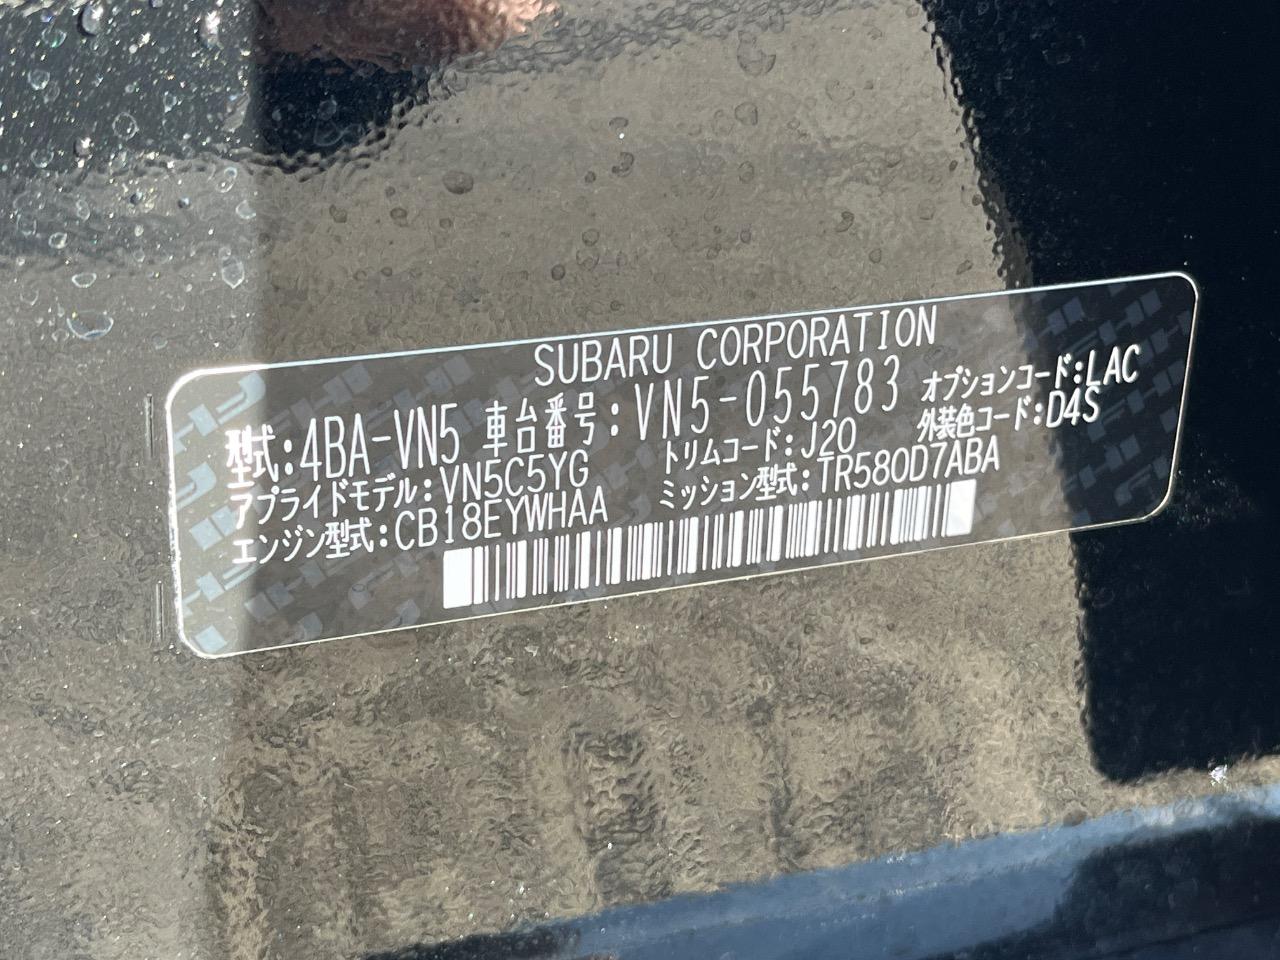 SUBARU CORPORATION
型式:4BA-VN5 車台番号:VN5-055783 オプションコード:LAC
アプライドモデル:VN5C5YG トリムコード:J20 外装色コード:D4S
エンジン型式:CB18EYWHAA ミッション型式:TR580D7ABA